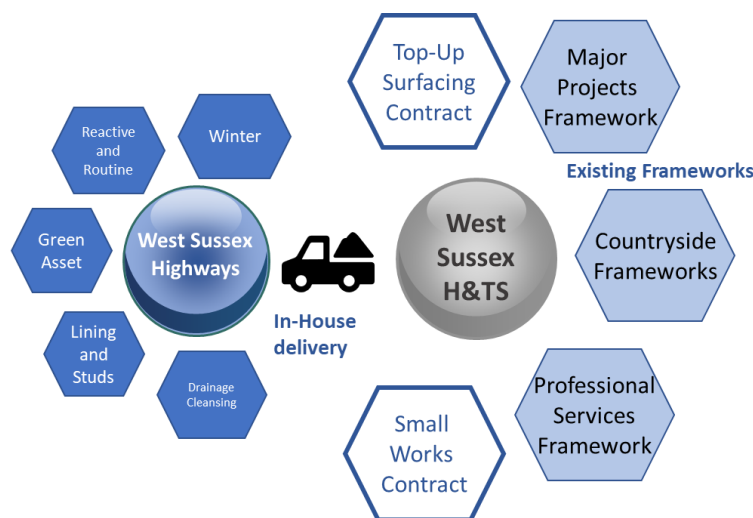 Top-Up
Surfacing
Contract
Major
Projects
Framework
Reactive
and
Routine
Winter
Existing Frameworks
Green
Asset
West Sussex
Highways
West
Sussex
H&TS
Countryside
Frameworks
In-House
delivery
Lining
and
Studs
Drainage
Cleansing
Small
Works
Contract
Professional
Services
Framework